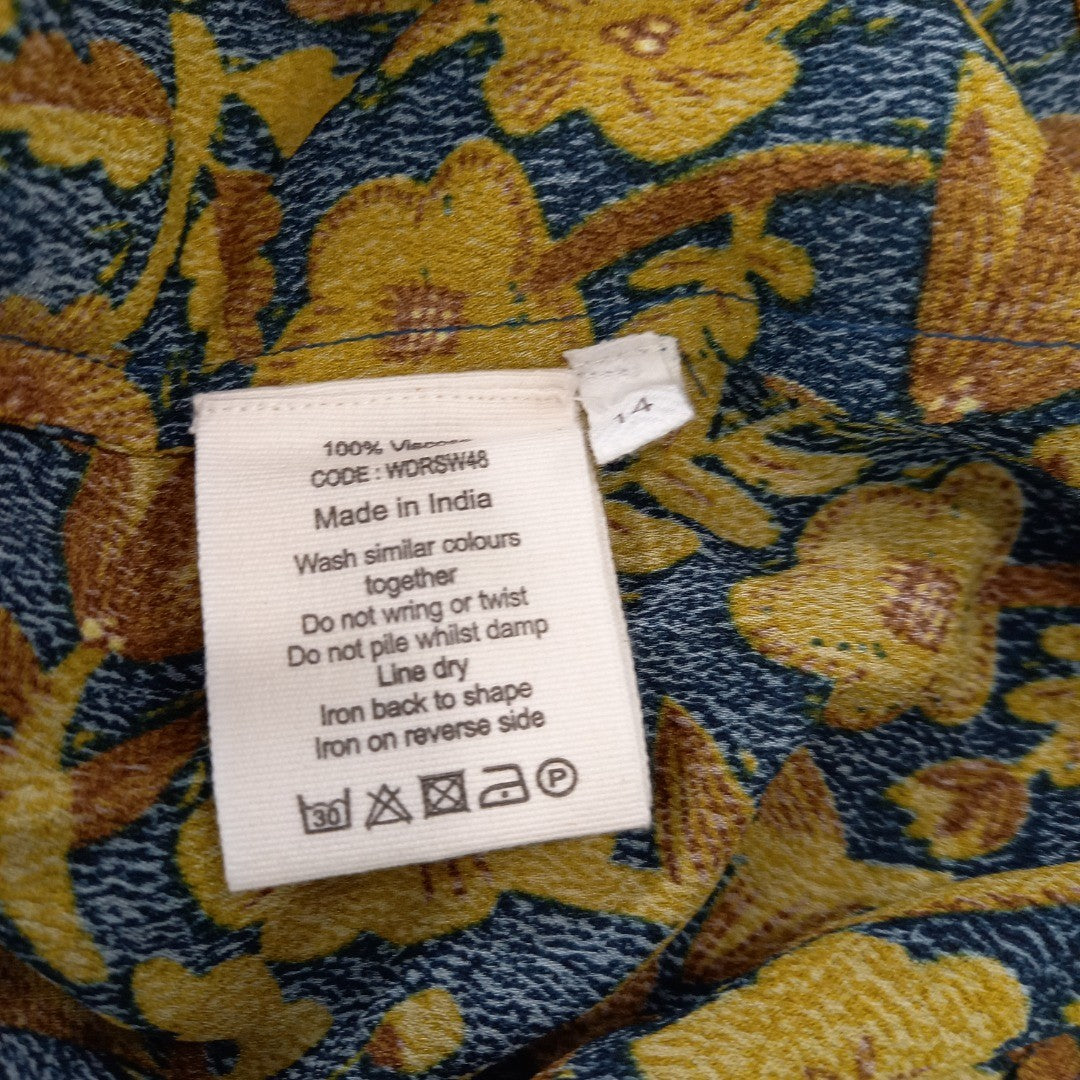 14
100% Viscose
CODE : WDRSW48
Made in India
Wash similar colours
together
Do not wring or twist
Do not pile whilst damp
Line dry
Iron back to shape
Iron on reverse side
30 P